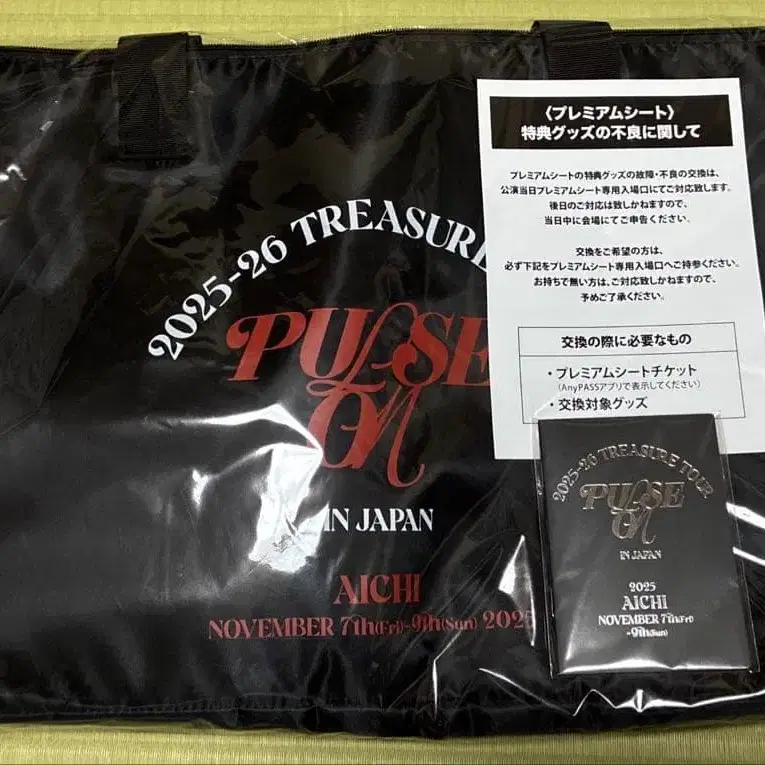 2025-26 TREASURE
PULSE
ON
IN JAPAN
AICHI
NOVEMBER 7th(Fri)-9th(Sun) 2025
〈プレミアムシート〉
特典グッズの不良に関して
プレミアムシートの特典グッズの故障・不良の交換は、
公演当日プレミアムシート専用入場口にてご対応致します。
後日のご対応は致しかねますので、
当日中に会場にてご申告ください。
交換をご希望の方は、
必ず下記をプレミアムシート専用入場口へご持参ください。
お持ちで無い方は、ご対応致しかねますので、
予めご了承ください。
交換の際に必要なもの
・プレミアムシートチケット
（AnyPASSアプリで表示してください）
・交換対象グッズ
2025-26 TREASURE TOUR
PULSE
ON
IN JAPAN
2025
AICHI
NOVEMBER 7th(Fri)
-9th(Sun)